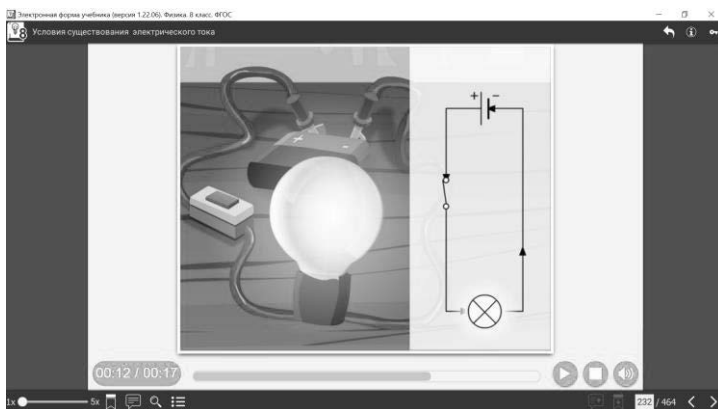 Электронная форма учебника (версия 1.22.06). Физика. 8 класс. ФГОС
8
Условия существования электрического тока
+ −
+ −
00:12 / 00:17
1x
5x
232 / 464